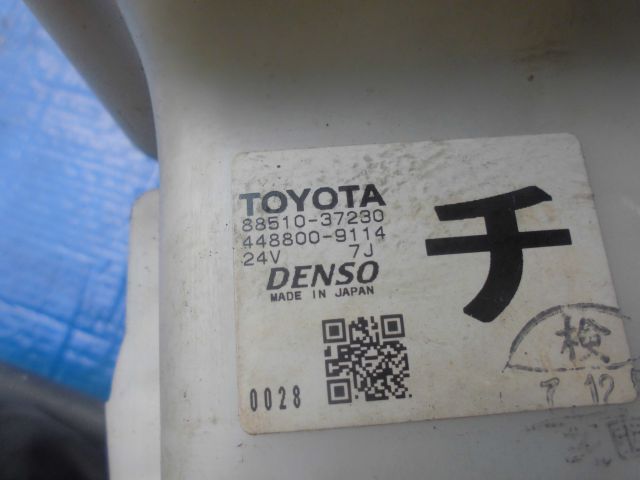 TOYOTA
88510-37230
448800-9114
24V 7J
DENSO
MADE IN JAPAN
チ
0028
検